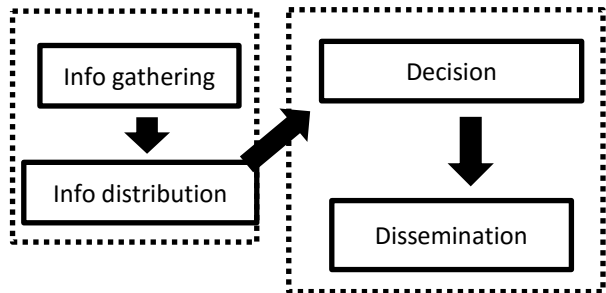 Info gathering
Info distribution
Decision
Dissemination